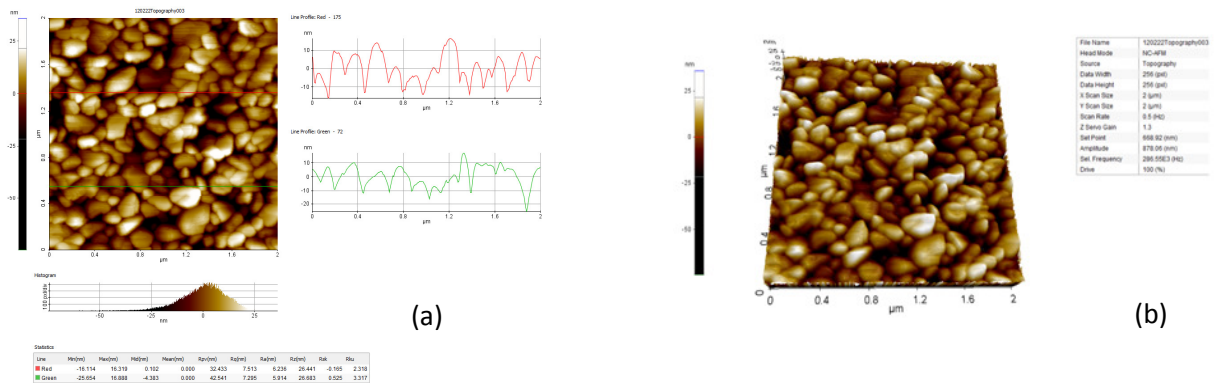 120222Topography003
nm
25
0
-25
-50
2
1.6
1.2
µm
0.8
0.4
0
0 0.4 0.8 1.2 1.6 2
µm
Line Profile: Red - 175
nm
10
0
-10
0 0.4 0.8 1.2 1.6 2
µm
Line Profile: Green - 72
nm
10
0
-10
-20
0 0.4 0.8 1.2 1.6 2
µm
Histogram
-50 -25 0 25
nm
(a)
Statistics
Line Min(nm) Max(nm) Mid(nm) Mean(nm) Rpv(nm) Rq(nm) Ra(nm) Rz(nm) Rsk Rku
Red -16.114 16.319 0.102 0.000 32.433 7.513 6.236 26.441 -0.165 2.318
Green -25.654 16.888 -4.383 0.000 42.541 7.295 5.914 26.683 0.525 3.317
nm
25
0
-25
-50
2
1.6
1.2
µm
0.8
0.4
0
0 0.4 0.8 1.2 1.6 2
µm
(b)
File Name 120222Topography003
Head Mode NC-AFM
Source Topography
Data Width 256 (pxl)
Data Height 256 (pxl)
X Scan Size 2 (µm)
Y Scan Size 2 (µm)
Scan Rate 0.5 (Hz)
Z Servo Gain 1.3
Set Point 668.92 (nm)
Amplitude 878.06 (nm)
Sel. Frequency 286.55E3 (Hz)
Drive 100 (%)